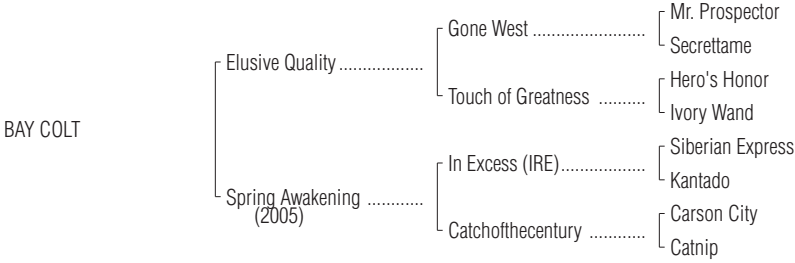 Mr. Prospector
Gone West ........................
Secrettame
Elusive Quality ..................
Hero's Honor
Touch of Greatness ..........
Ivory Wand
BAY COLT
Siberian Express
In Excess (IRE)...................
Kantado
Spring Awakening ............
(2005)
Carson City
Catchofthecentury ............
Catnip